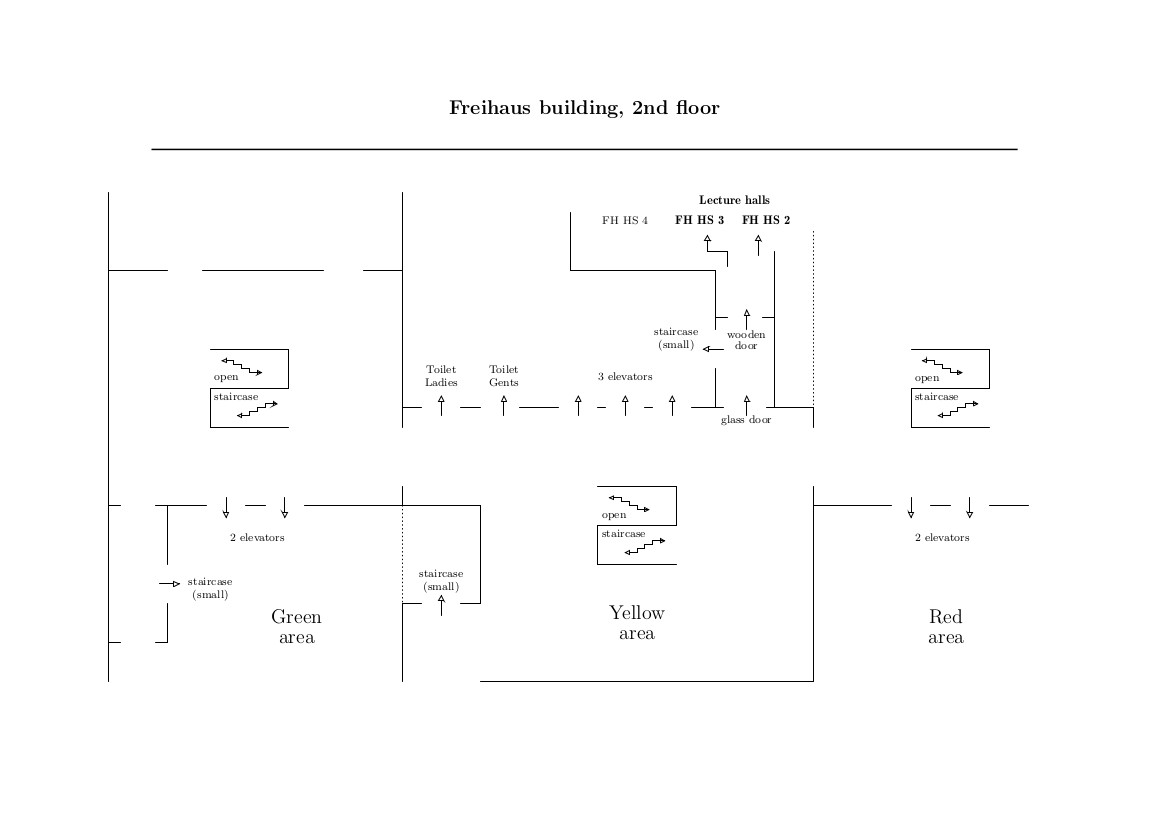 Freihaus building, 2nd floor
Lecture halls
FH HS 4
FH HS 3
FH HS 2
staircase
(small)
wooden
door
open
staircase
Toilet
Ladies
Toilet
Gents
3 elevators
glass door
open
staircase
open
staircase
2 elevators
2 elevators
staircase
(small)
staircase
(small)
Green
area
Yellow
area
Red
area